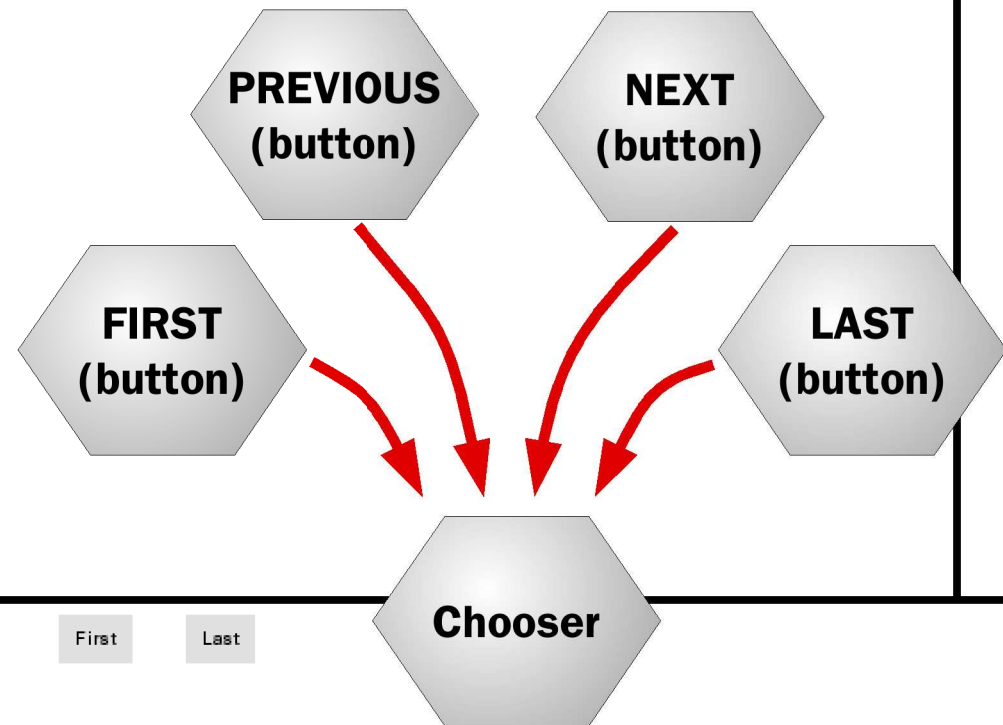 PREVIOUS
(button)
NEXT
(button)
FIRST
(button)
LAST
(button)
Chooser
First
Last